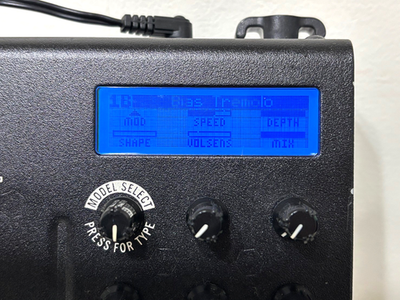 Bias Tremolo
MOD SPEED DEPTH
SHAPE VOLSENS MIX
MODEL SELECT
PRESS FOR TYPE